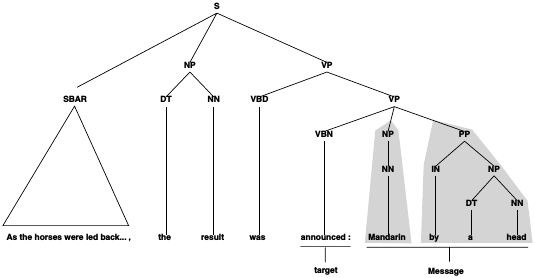 S
NP VP
SBAR DT NN VBD VP
VBN NP PP
NN IN NP
DT NN
As the horses were led back... , the result was announced : Mandarin by a head
target Message